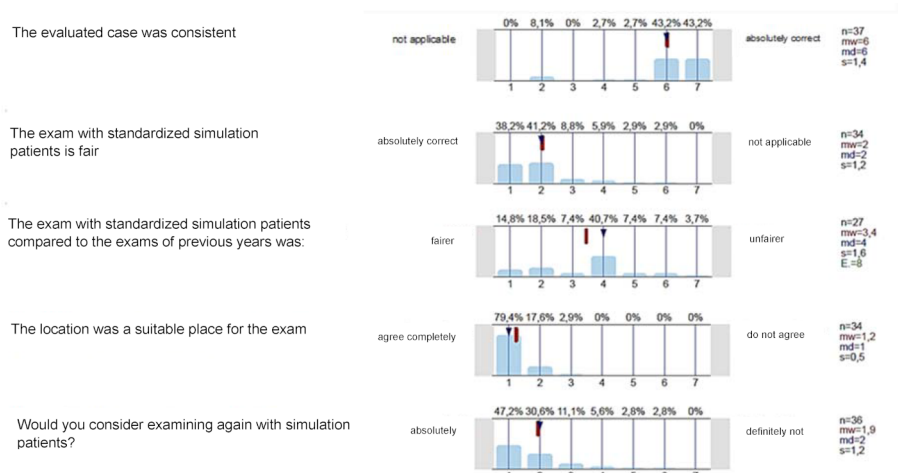 The evaluated case was consistent
not applicable
0% 8,1% 0% 2,7% 2,7% 43,2% 43,2%
1 2 3 4 5 6 7
absolutely correct
n=37
mw=6
md=6
s=1,4
The exam with standardized simulation
patients is fair
absolutely correct
38,2% 41,2% 8,8% 5,9% 2,9% 2,9% 0%
1 2 3 4 5 6 7
not applicable
n=34
mw=2
md=2
s=1,2
The exam with standardized simulation patients
compared to the exams of previous years was:
fairer
14,8% 18,5% 7,4% 40,7% 7,4% 7,4% 3,7%
1 2 3 4 5 6 7
unfairer
n=27
mw=3,4
md=4
s=1,6
E.=8
The location was a suitable place for the exam
agree completely
79,4% 17,6% 2,9% 0% 0% 0% 0%
1 2 3 4 5 6 7
do not agree
n=34
mw=1,2
md=1
s=0,5
Would you consider examining again with simulation
patients?
absolutely
47,2% 30,6% 11,1% 5,6% 2,8% 2,8% 0%
definitely not
n=36
mw=1,9
md=2
s=1,2